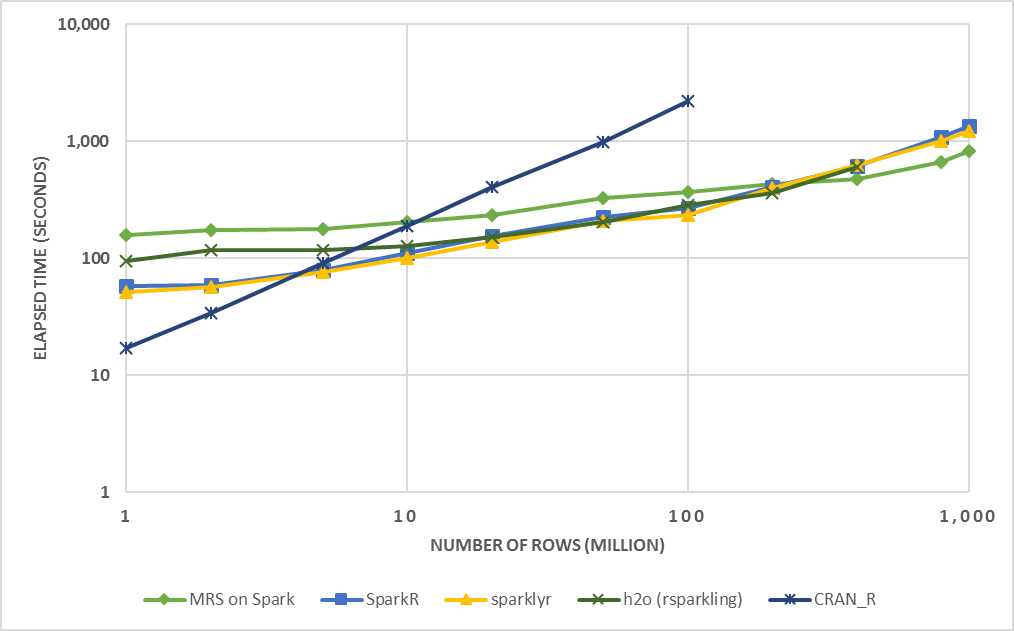 10,000
1,000
100
10
1
ELAPSED TIME (SECONDS)
1 10 100 1,000
NUMBER OF ROWS (MILLION)
MRS on Spark SparkR sparklyr h2o (rsparkling) CRAN_R